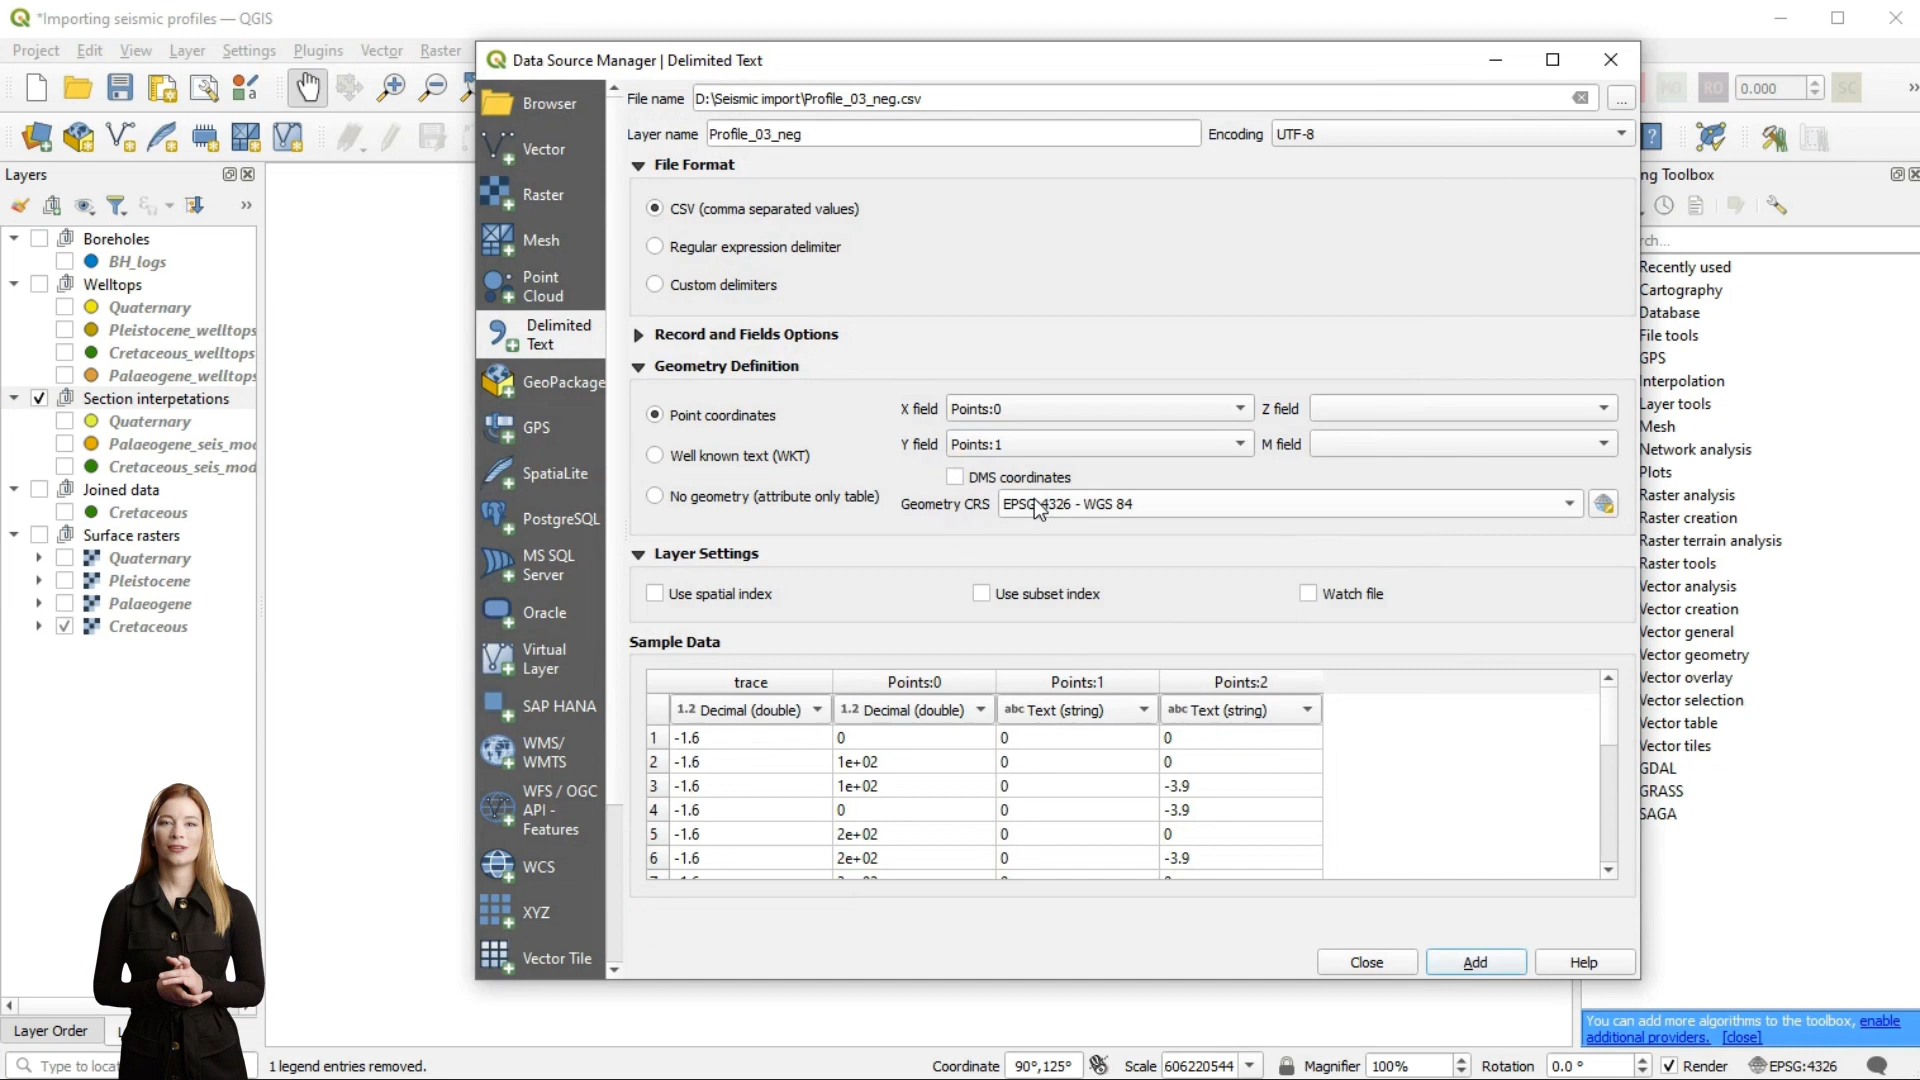 *Importing seismic profiles — QGIS
Project Edit View Layer Settings Plugins Vector Raster
Data Source Manager | Delimited Text
File name D:\Seismic import\Profile_03_neg.csv ...
Layer name Profile_03_neg Encoding UTF-8
File Format
CSV (comma separated values)
Regular expression delimiter
Custom delimiters
Record and Fields Options
Geometry Definition
Point coordinates X field Points:0 Z field
Well known text (WKT) Y field Points:1 M field
DMS coordinates
No geometry (attribute only table) Geometry CRS EPSG:4326 - WGS 84
Layer Settings
Use spatial index Use subset index Watch file
Sample Data
trace Points:0 Points:1 Points:2
1.2 Decimal (double) 1.2 Decimal (double) abc Text (string) abc Text (string)
1 -1.6 0 0 0
2 -1.6 1e+02 0 0
3 -1.6 1e+02 0 -3.9
4 -1.6 0 0 -3.9
5 -1.6 2e+02 0 0
6 -1.6 2e+02 0 -3.9
Close Add Help
Browser
Vector
Raster
Mesh
Point
Cloud
Delimited
Text
GeoPackage
GPS
SpatiaLite
PostgreSQL
MS SQL
Server
Oracle
Virtual
Layer
SAP HANA
WMS/
WMTS
WFS / OGC
API -
Features
WCS
XYZ
Vector Tile
Layers
Boreholes
BH_logs
Welltops
Quaternary
Pleistocene_welltops
Cretaceous_welltops
Palaeogene_welltops
Section interpetations
Quaternary
Palaeogene_seis_mod
Cretaceous_seis_mod
Joined data
Cretaceous
Surface rasters
Quaternary
Pleistocene
Palaeogene
Cretaceous
Layer Order
MO RO 0.000 SC
ng Toolbox
rch...
Recently used
Cartography
Database
File tools
GPS
Interpolation
Layer tools
Mesh
Network analysis
Plots
Raster analysis
Raster creation
Raster terrain analysis
Raster tools
Vector analysis
Vector creation
Vector general
Vector geometry
Vector overlay
Vector selection
Vector table
Vector tiles
GDAL
GRASS
SAGA
You can add more algorithms to the toolbox, enable
additional providers. [close]
Type to locat 1 legend entries removed. Coordinate 90°,125° Scale 606220544 Magnifier 100% Rotation 0.0 ° Render EPSG:4326